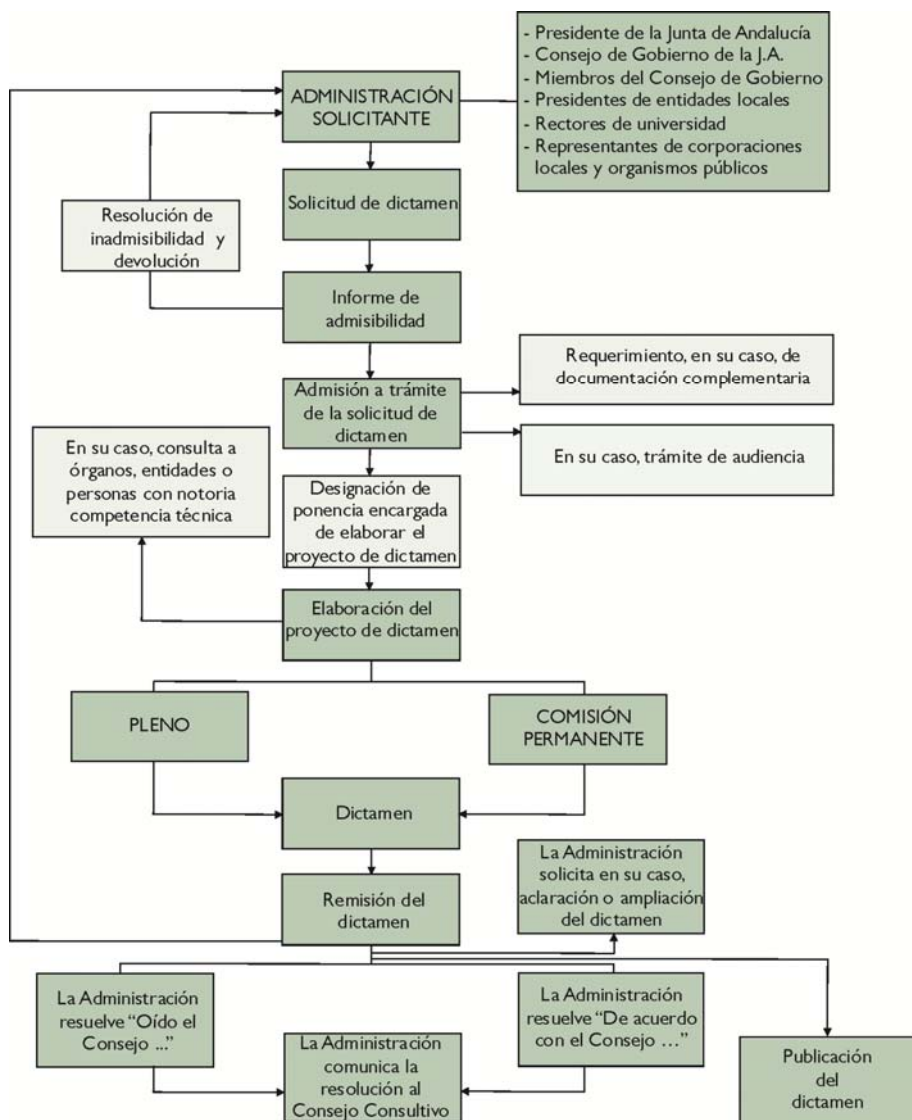 - Presidente de la Junta de Andalucía
- Consejo de Gobierno de la J.A.
- Miembros del Consejo de Gobierno
- Presidentes de entidades locales
- Rectores de universidad
- Representantes de corporaciones
locales y organismos públicos
ADMINISTRACIÓN
SOLICITANTE
Solicitud de dictamen
Resolución de
inadmisibilidad y
devolución
Informe de
admisibilidad
Requerimiento, en su caso, de
documentación complementaria
Admisión a trámite
de la solicitud de
dictamen
En su caso, trámite de audiencia
En su caso, consulta a
órganos, entidades o
personas con notoria
competencia técnica
Designación de
ponencia encargada
de elaborar el
proyecto de dictamen
Elaboración del
proyecto de dictamen
PLENO
COMISIÓN
PERMANENTE
Dictamen
La Administración
solicita en su caso,
aclaración o ampliación
del dictamen
Remisión del
dictamen
La Administración
resuelve “Oído el
Consejo ...”
La Administración
resuelve “De acuerdo
con el Consejo …”
La Administración
comunica la
resolución al
Consejo Consultivo
Publicación
del
dictamen